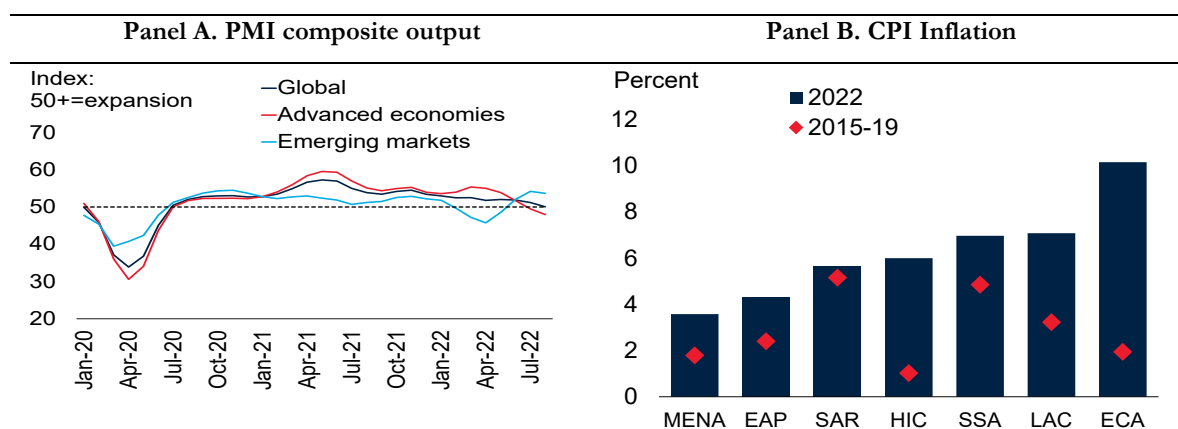 Panel A. PMI composite output
Index:
50+=expansion
Global
Advanced economies
Emerging markets
70
60
50
40
30
20
Jan-20
Apr-20
Jul-20
Oct-20
Jan-21
Apr-21
Jul-21
Oct-21
Jan-22
Apr-22
Jul-22
Panel B. CPI Inflation
Percent
2022
2015-19
12
10
8
6
4
2
0
MENA EAP SAR HIC SSA LAC ECA